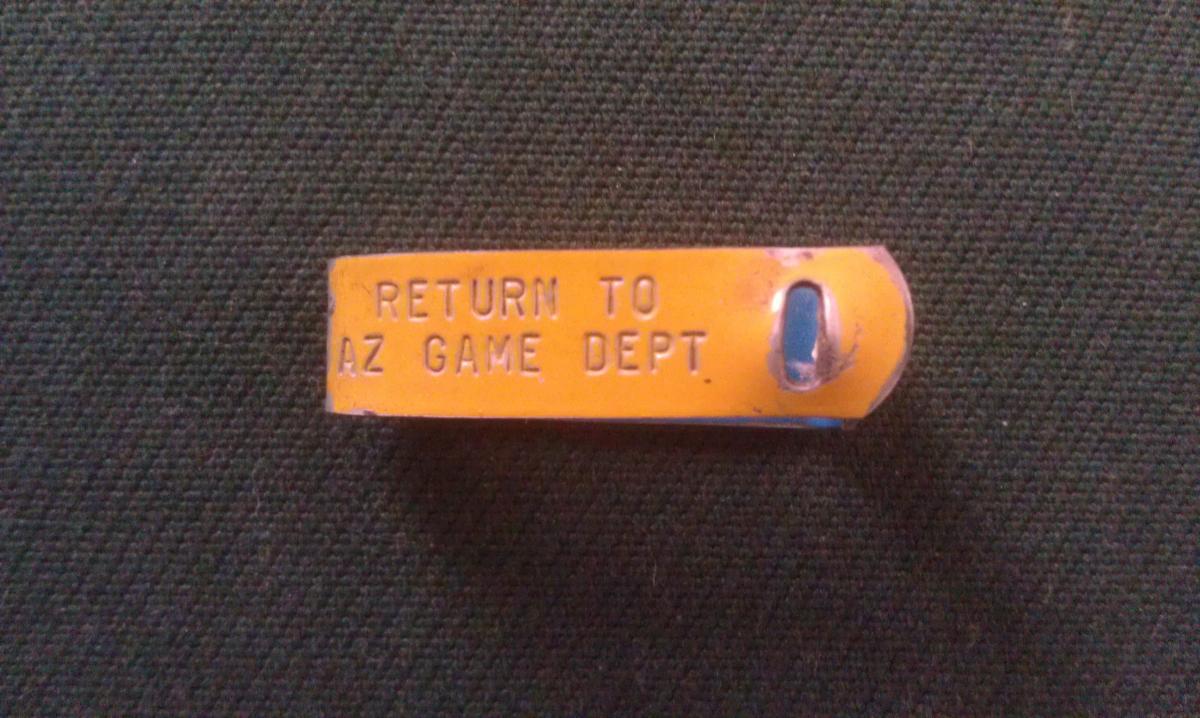 RETURN TO
AZ GAME DEPT